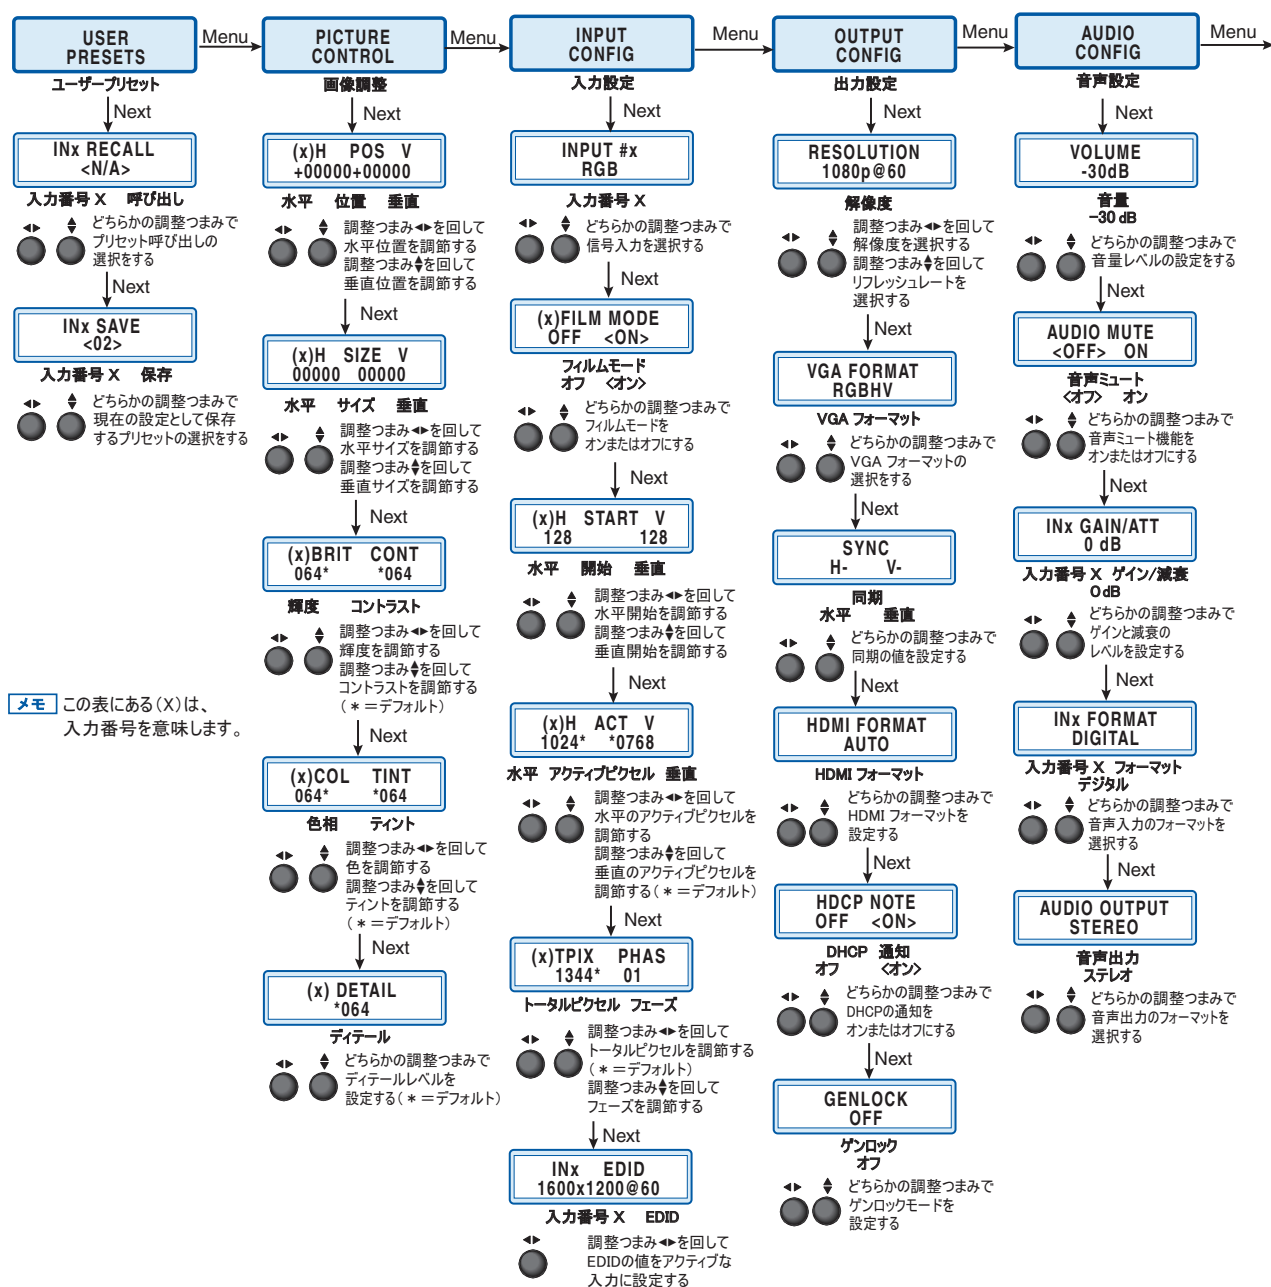 USER
PRESETS
Menu
ユーザープリセット
Next
INx RECALL
<N/A>
入力番号 X 呼び出し
どちらかの調整つまみで
プリセット呼び出しの
選択をする
Next
INx SAVE
<02>
入力番号 X 保存
どちらかの調整つまみで
現在の設定として保存
するプリセットの選択をする
メモ この表にある(X)は、
入力番号を意味します。
PICTURE
CONTROL
Menu
画像調整
Next
(x)H POS V
+00000+00000
水平 位置 垂直
調整つまみ◂▸を回して
水平位置を調節する
調整つまみ♦を回して
垂直位置を調節する
Next
(x)H SIZE V
00000 00000
水平 サイズ 垂直
調整つまみ◂▸を回して
水平サイズを調節する
調整つまみ♦を回して
垂直サイズを調節する
Next
(x)BRIT CONT
064* *064
輝度 コントラスト
調整つまみ◂▸を回して
輝度を調節する
調整つまみ♦を回して
コントラストを調節する
(*=デフォルト)
Next
(x)COL TINT
064* *064
色相 ティント
調整つまみ◂▸を回して
色を調節する
調整つまみ♦を回して
ティントを調節する
(*=デフォルト)
Next
(x) DETAIL
*064
ディテール
どちらかの調整つまみで
ディテールレベルを
設定する(*=デフォルト)
INPUT
CONFIG
Menu
入力設定
Next
INPUT #x
RGB
入力番号 X
どちらかの調整つまみで
信号入力を選択する
Next
(x)FILM MODE
OFF <ON>
フィルムモード
オフ <オン>
どちらかの調整つまみで
フィルムモードを
オンまたはオフにする
Next
(x)H START V
128 128
水平 開始 垂直
調整つまみ◂▸を回して
水平開始を調節する
調整つまみ♦を回して
垂直開始を調節する
Next
(x)H ACT V
1024* *0768
水平 アクティブピクセル 垂直
調整つまみ◂▸を回して
水平のアクティブピクセルを
調節する
調整つまみ♦を回して
垂直のアクティブピクセルを
調節する(*=デフォルト)
Next
(x)TPIX PHAS
1344* 01
トータルピクセル フェーズ
調整つまみ◂▸を回して
トータルピクセルを調節する
(*=デフォルト)
調整つまみ♦を回して
フェーズを調節する
Next
INx EDID
1600x1200@60
入力番号 X EDID
調整つまみ◂▸を回して
EDIDの値をアクティブな
入力に設定する
OUTPUT
CONFIG
Menu
出力設定
Next
RESOLUTION
1080p@60
解像度
調整つまみ◂▸を回して
解像度を選択する
調整つまみ♦を回して
リフレッシュレートを
選択する
Next
VGA FORMAT
RGBHV
VGA フォーマット
どちらかの調整つまみで
VGA フォーマットの
選択をする
Next
SYNC
H- V-
同期
水平 垂直
どちらかの調整つまみで
同期の値を設定する
Next
HDMI FORMAT
AUTO
HDMI フォーマット
どちらかの調整つまみで
HDMI フォーマットを
設定する
Next
HDCP NOTE
OFF <ON>
DHCP 通知
オフ <オン>
どちらかの調整つまみで
DHCPの通知を
オンまたはオフにする
Next
GENLOCK
OFF
ゲンロック
オフ
どちらかの調整つまみで
ゲンロックモードを
設定する
AUDIO
CONFIG
Menu
音声設定
Next
VOLUME
-30dB
音量
-30 dB
どちらかの調整つまみで
音量レベルの設定をする
Next
AUDIO MUTE
<OFF> ON
音声ミュート
<オフ> オン
どちらかの調整つまみで
音声ミュート機能を
オンまたはオフにする
Next
INx GAIN/ATT
0 dB
入力番号 X ゲイン/減衰
0 dB
どちらかの調整つまみで
ゲインと減衰の
レベルを設定する
Next
INx FORMAT
DIGITAL
入力番号 X フォーマット
デジタル
どちらかの調整つまみで
音声入力のフォーマットを
選択する
Next
AUDIO OUTPUT
STEREO
音声出力
ステレオ
どちらかの調整つまみで
音声出力のフォーマットを
選択する